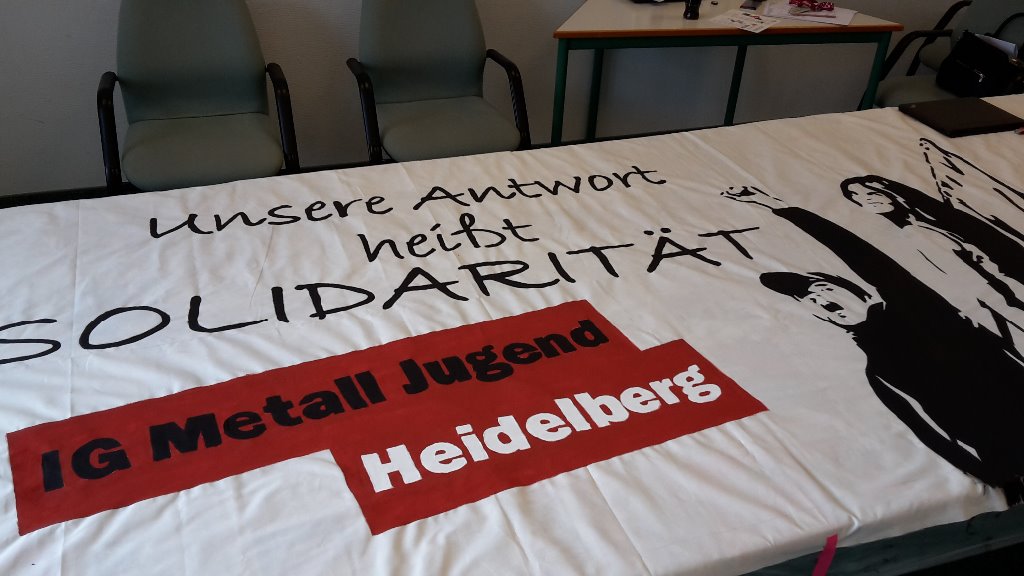 Unsere Antwort
heißt
SOLIDARITÄT
IG Metall Jugend
Heidelberg